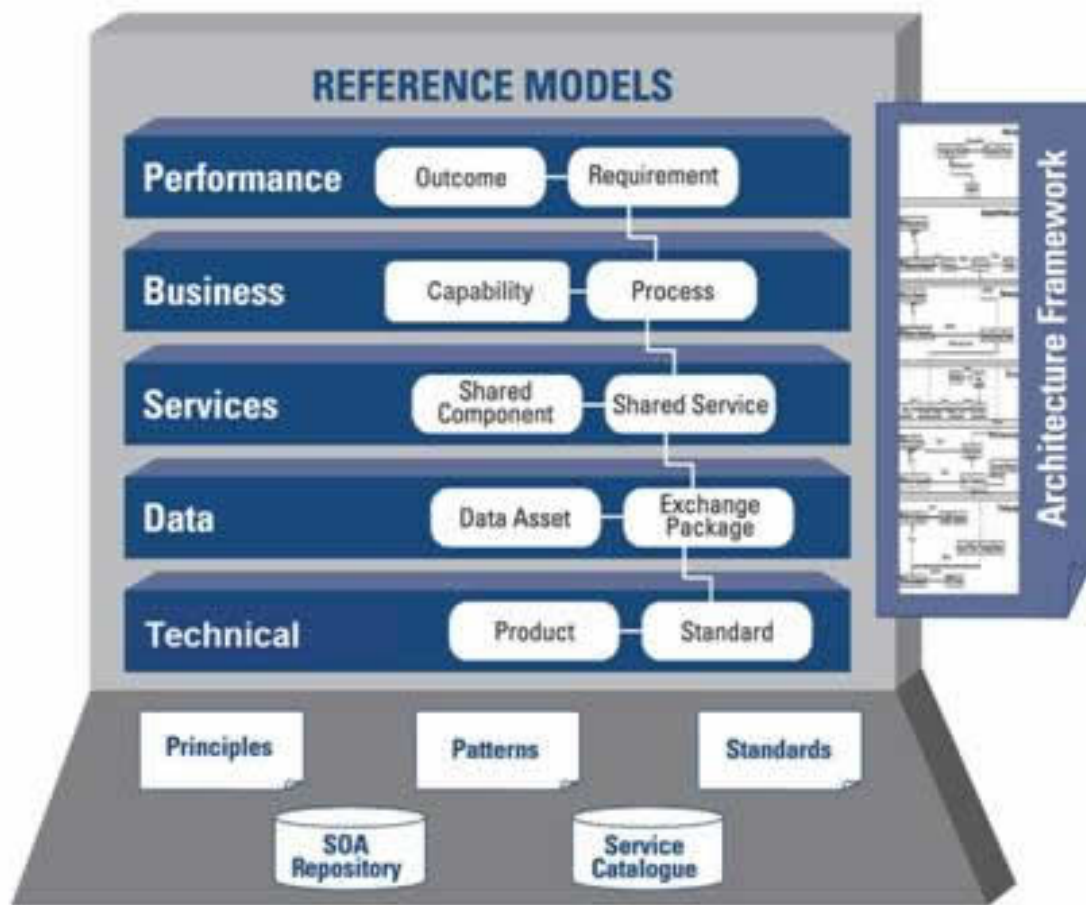 REFERENCE MODELS
Performance
Outcome
Requirement
Business
Capability
Process
Services
Shared
Component
Shared Service
Data
Data Asset
Exchange
Package
Technical
Product
Standard
Architecture Framework
Principles
Patterns
Standards
SOA
Repository
Service
Catalogue